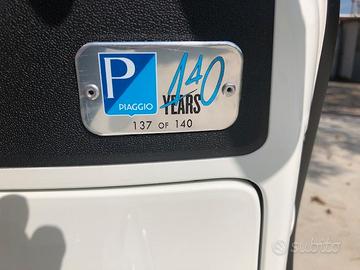 P
PIAGGIO
140
YEARS
137 OF 140
subito